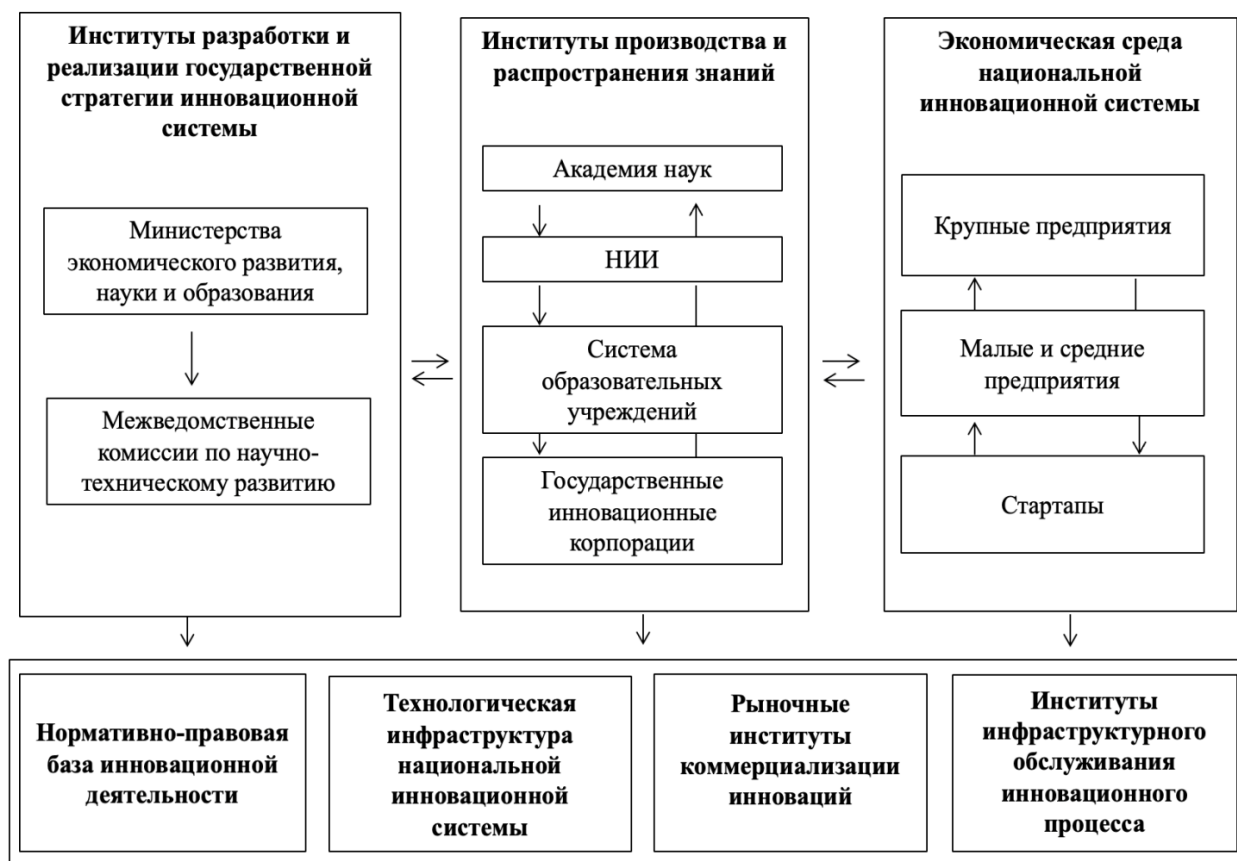 Институты разработки и
реализации государственной
стратегии инновационной
системы
Министерства
экономического развития,
науки и образования
Межведомственные
комиссии по научно-
техническому развитию
Институты производства и
распространения знаний
Академия наук
НИИ
Система
образовательных
учреждений
Государственные
инновационные
корпорации
Экономическая среда
национальной
инновационной системы
Крупные предприятия
Малые и средние
предприятия
Стартапы
Нормативно-правовая
база инновационной
деятельности
Технологическая
инфраструктура
национальной
инновационной
системы
Рыночные
институты
коммерциализации
инноваций
Институты
инфраструктурного
обслуживания
инновационного
процесса